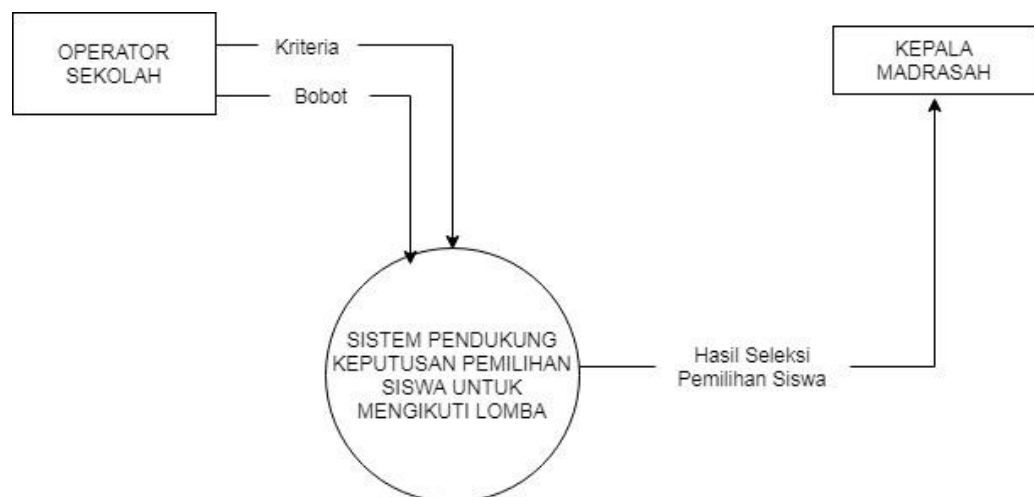 OPERATOR
SEKOLAH
Kriteria
Bobot
KEPALA
MADRASAH
SISTEM PENDUKUNG
KEPUTUSAN PEMILIHAN
SISWA UNTUK
MENGIKUTI LOMBA
Hasil Seleksi
Pemilihan Siswa